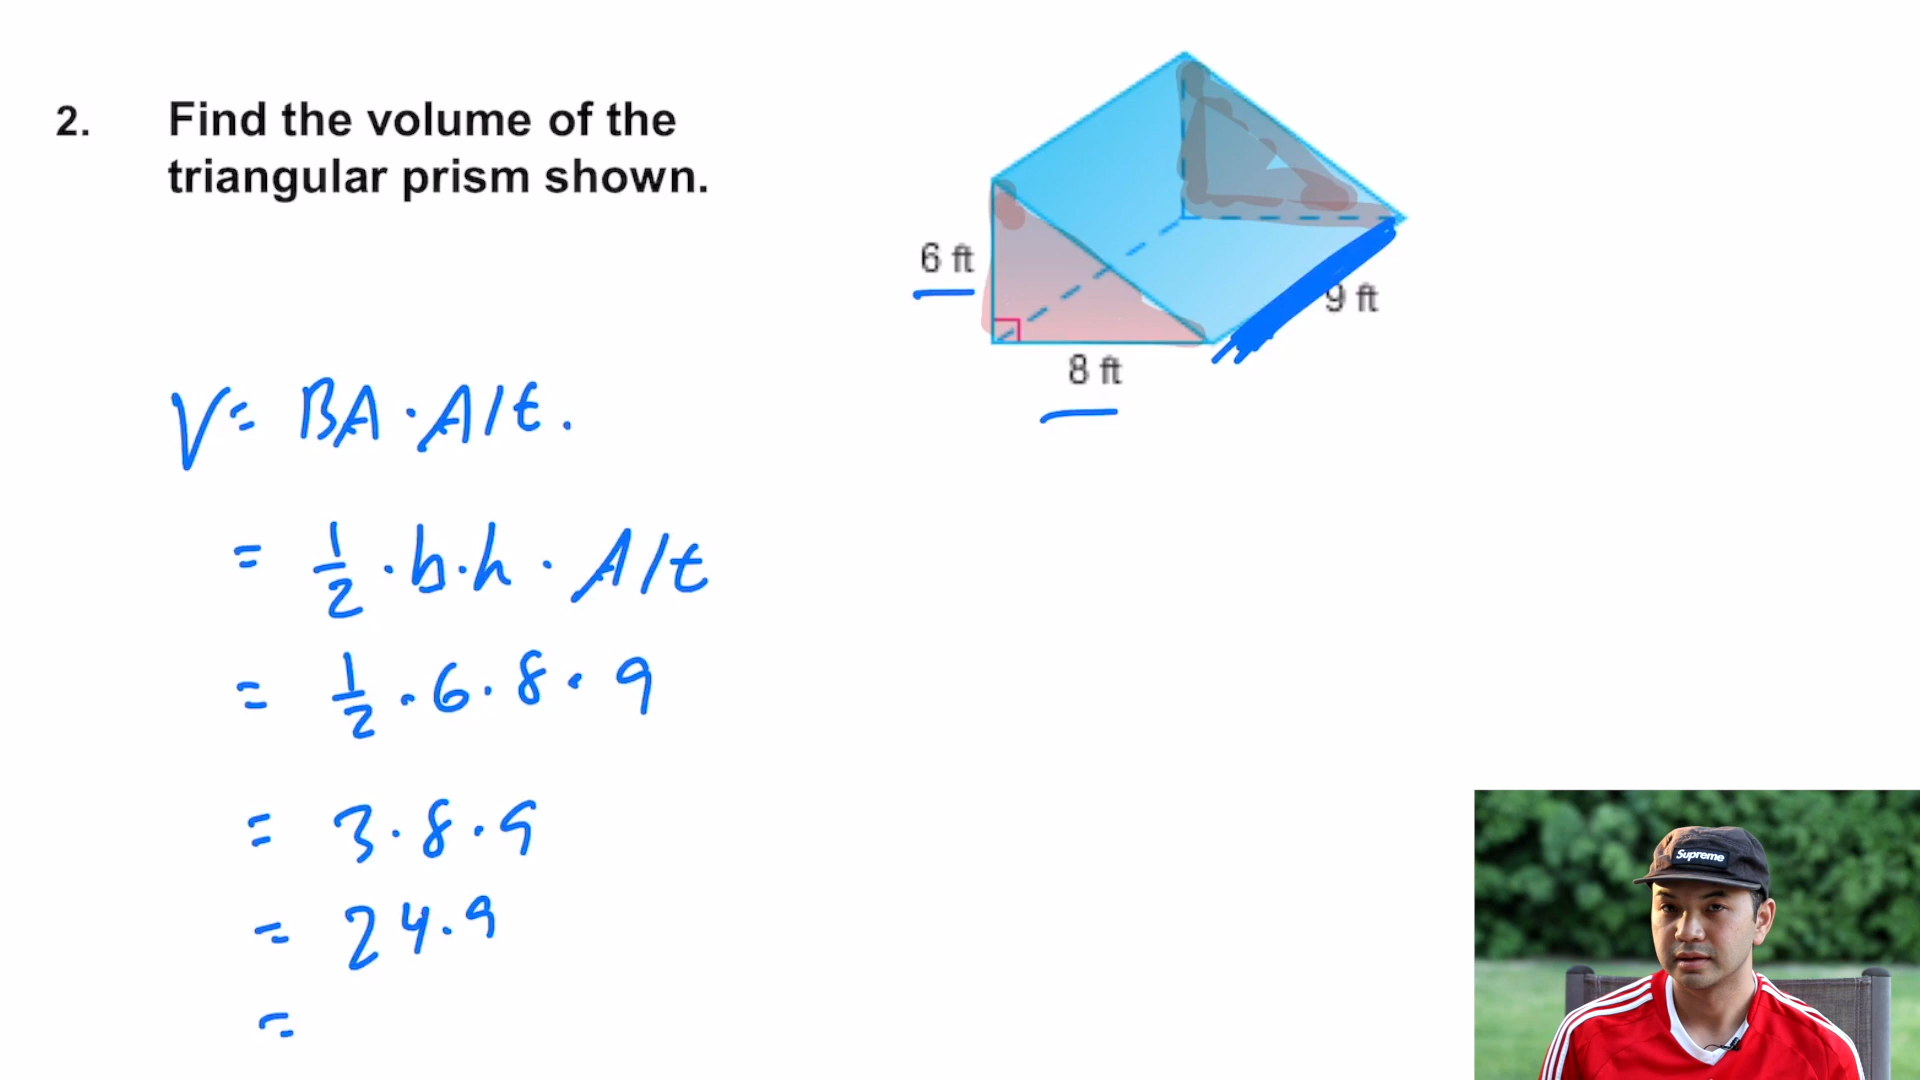 2. Find the volume of the
triangular prism shown.
6 ft
9 ft
8 ft
V = BA · Alt.
= 1/2 · b · h · Alt
= 1/2 · 6 · 8 · 9
= 3 · 8 · 9
= 24 · 9
=
Supreme